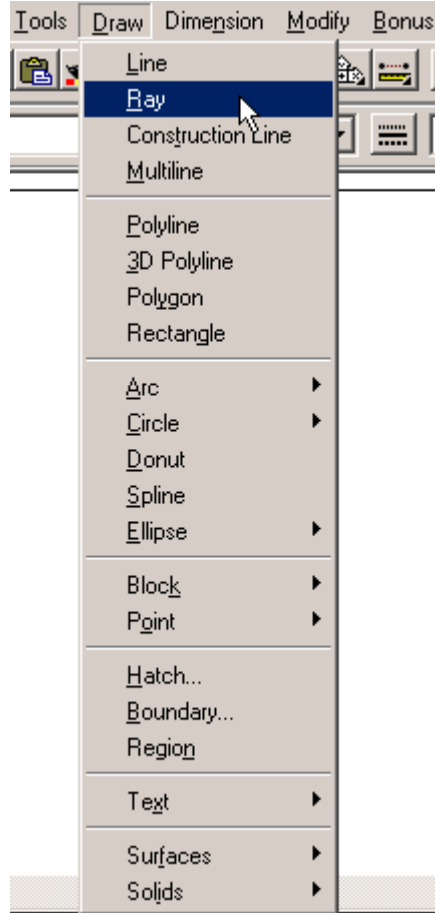 Tools Draw Dimension Modify Bonus
Line
Ray
Construction Line
Multiline
Polyline
3D Polyline
Polygon
Rectangle
Arc
Circle
Donut
Spline
Ellipse
Block
Point
Hatch...
Boundary...
Region
Text
Surfaces
Solids